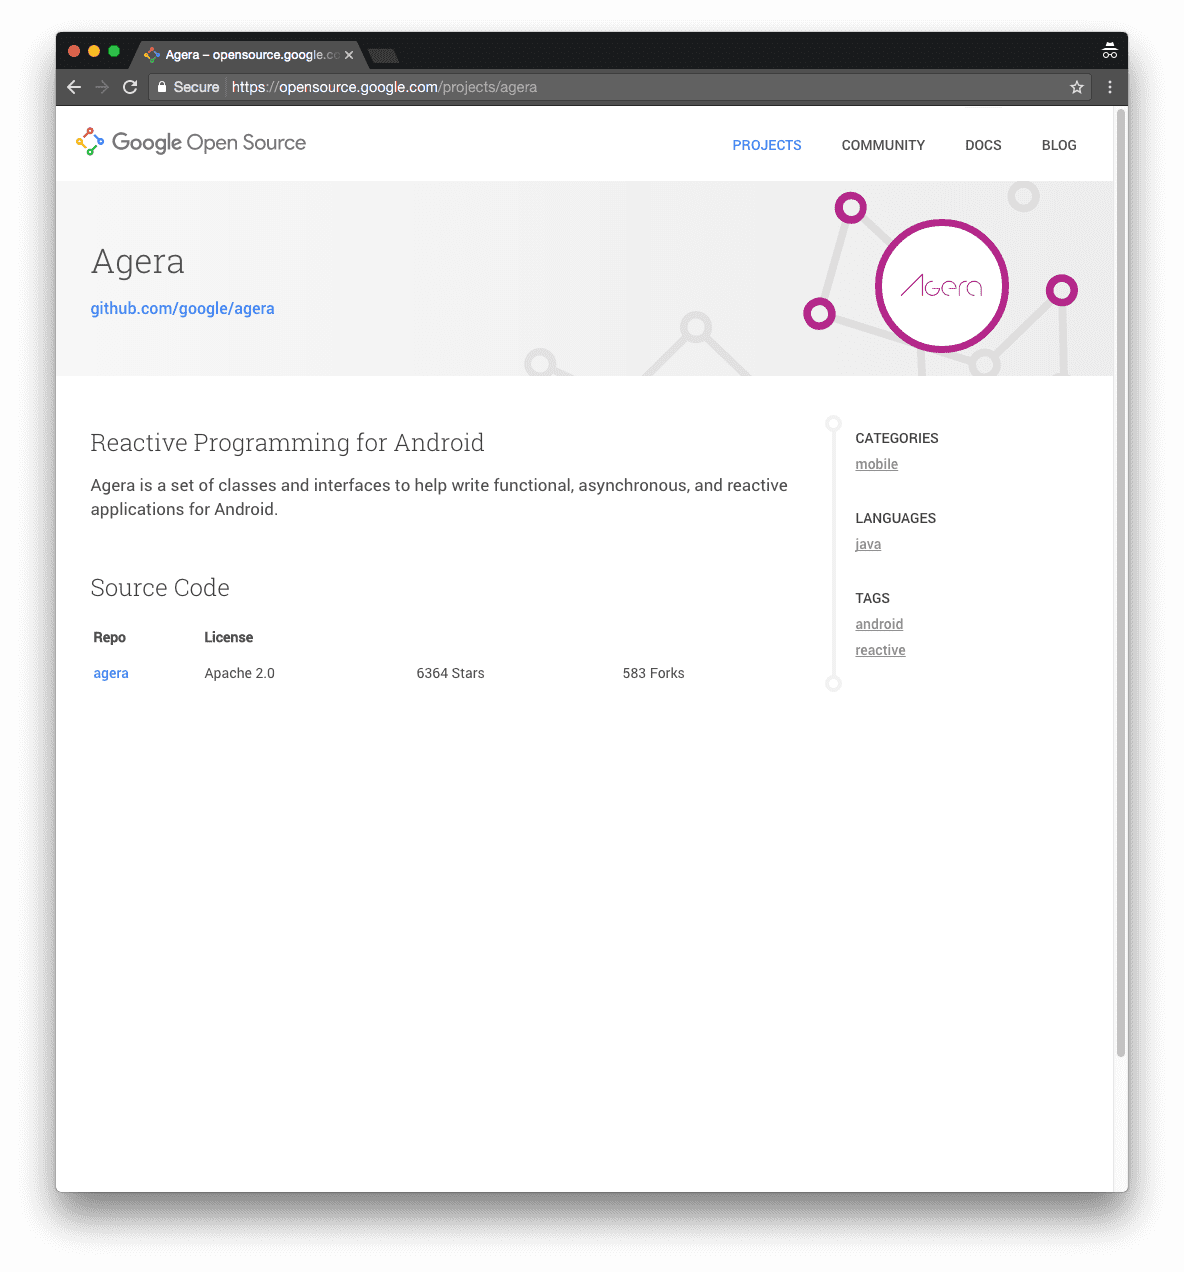 Agera – opensource.google.co
Secure https://opensource.google.com/projects/agera
Google Open Source
PROJECTS COMMUNITY DOCS BLOG
Agera
github.com/google/agera
Agera
Reactive Programming for Android
Agera is a set of classes and interfaces to help write functional, asynchronous, and reactive
applications for Android.
Source Code
Repo License
agera Apache 2.0 6364 Stars 583 Forks
CATEGORIES
mobile
LANGUAGES
java
TAGS
android
reactive